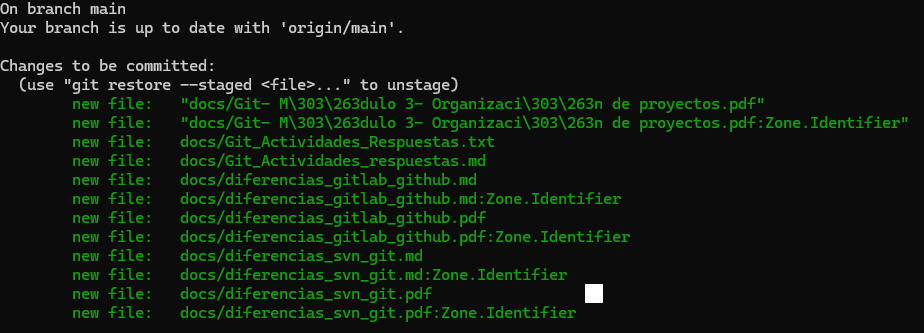 On branch main
Your branch is up to date with 'origin/main'.
Changes to be committed:
  (use "git restore --staged <file>..." to unstage)
        new file:   "docs/Git- M\303\263dulo 3- Organizaci\303\263n de proyectos.pdf"
        new file:   "docs/Git- M\303\263dulo 3- Organizaci\303\263n de proyectos.pdf:Zone.Identifier"
        new file:   docs/Git_Actividades_Respuestas.txt
        new file:   docs/Git_Actividades_respuestas.md
        new file:   docs/diferencias_gitlab_github.md
        new file:   docs/diferencias_gitlab_github.md:Zone.Identifier
        new file:   docs/diferencias_gitlab_github.pdf
        new file:   docs/diferencias_gitlab_github.pdf:Zone.Identifier
        new file:   docs/diferencias_svn_git.md
        new file:   docs/diferencias_svn_git.md:Zone.Identifier
        new file:   docs/diferencias_svn_git.pdf
        new file:   docs/diferencias_svn_git.pdf:Zone.Identifier